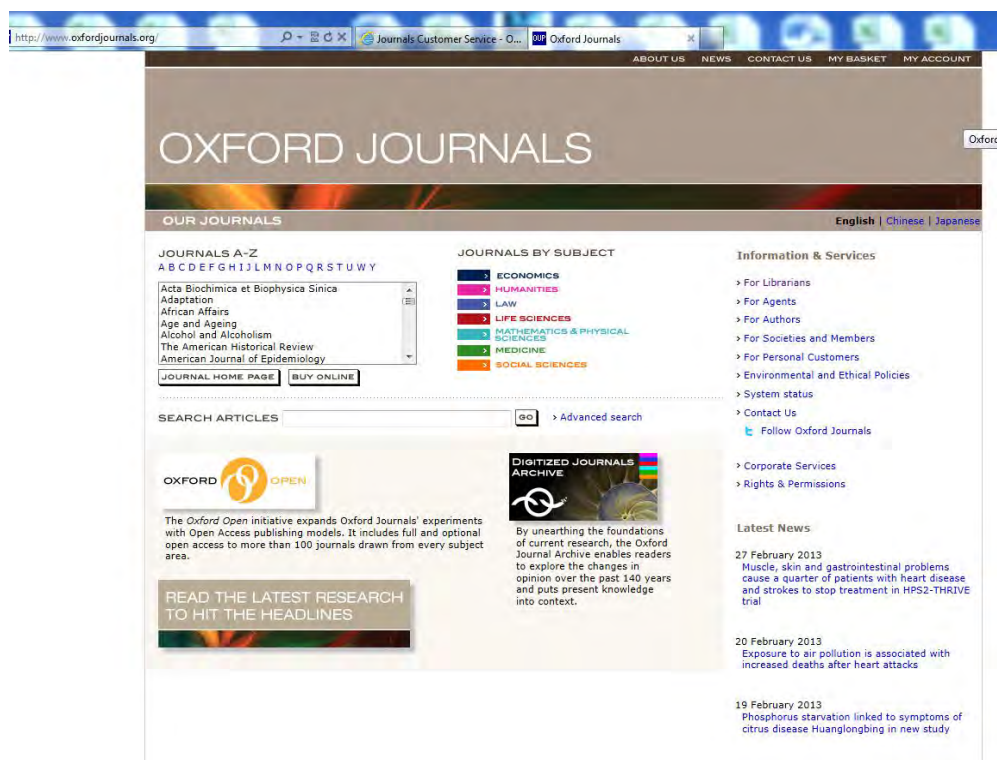 http://www.oxfordjournals.org/
Journals Customer Service - O...
OUP Oxford Journals
ABOUT US NEWS CONTACT US MY BASKET MY ACCOUNT
OXFORD JOURNALS
Oxford
OUR JOURNALS
English | Chinese | Japanese
JOURNALS A-Z
A B C D E F G H I J L M N O P Q R S T U W Y
Acta Biochimica et Biophysica Sinica
Adaptation
African Affairs
Age and Ageing
Alcohol and Alcoholism
The American Historical Review
American Journal of Epidemiology
JOURNAL HOME PAGE BUY ONLINE
JOURNALS BY SUBJECT
ECONOMICS
HUMANITIES
LAW
LIFE SCIENCES
MATHEMATICS & PHYSICAL
SCIENCES
MEDICINE
SOCIAL SCIENCES
SEARCH ARTICLES GO > Advanced search
OXFORD OPEN
The Oxford Open initiative expands Oxford Journals' experiments
with Open Access publishing models. It includes full and optional
open access to more than 100 journals drawn from every subject
area.
READ THE LATEST RESEARCH
TO HIT THE HEADLINES
DIGITIZED JOURNALS
ARCHIVE
By unearthing the foundations
of current research, the Oxford
Journal Archive enables readers
to explore the changes in
opinion over the past 140 years
and puts present knowledge
into context.
Information & Services
> For Librarians
> For Agents
> For Authors
> For Societies and Members
> For Personal Customers
> Environmental and Ethical Policies
> System status
> Contact Us
Follow Oxford Journals
> Corporate Services
> Rights & Permissions
Latest News
27 February 2013
Muscle, skin and gastrointestinal problems
cause a quarter of patients with heart disease
and strokes to stop treatment in HPS2-THRIVE
trial
20 February 2013
Exposure to air pollution is associated with
increased deaths after heart attacks
19 February 2013
Phosphorus starvation linked to symptoms of
citrus disease Huanglongbing in new study